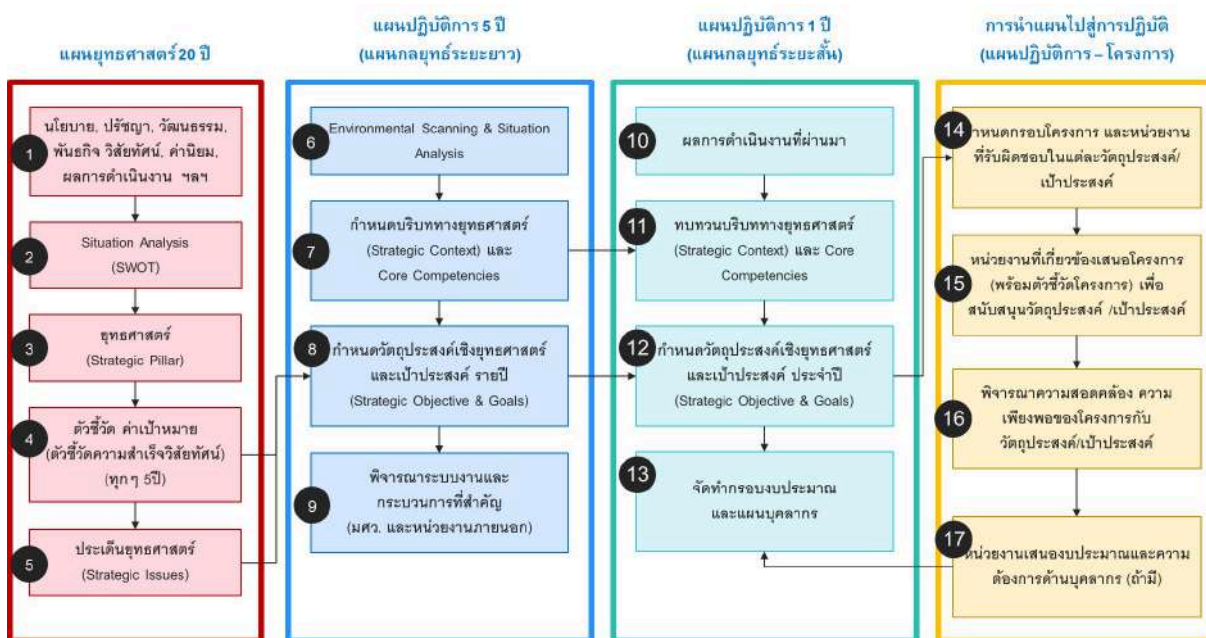 แผนยุทธศาสตร์ 20 ปี
1
นโยบาย, ปรัชญา, วัฒนธรรม,
พันธกิจ วิสัยทัศน์, ค่านิยม,
ผลการดำเนินงาน ฯลฯ
2
Situation Analysis
(SWOT)
3
ยุทธศาสตร์
(Strategic Pillar)
4
ตัวชี้วัด ค่าเป้าหมาย
(ตัวชี้วัดความสำเร็จวิสัยทัศน์)
(ทุกๆ 5ปี)
5
ประเด็นยุทธศาสตร์
(Strategic Issues)
แผนปฏิบัติการ 5 ปี
(แผนกลยุทธ์ระยะยาว)
6
Environmental Scanning & Situation
Analysis
7
กำหนดบริบททางยุทธศาสตร์
(Strategic Context) และ
Core Competencies
8
กำหนดวัตถุประสงค์เชิงยุทธศาสตร์
และเป้าประสงค์ รายปี
(Strategic Objective & Goals)
9
พิจารณาระบบงานและ
กระบวนการที่สำคัญ
(มศว. และหน่วยงานภายนอก)
แผนปฏิบัติการ 1 ปี
(แผนกลยุทธ์ระยะสั้น)
10
ผลการดำเนินงานที่ผ่านมา
11
ทบทวนบริบททางยุทธศาสตร์
(Strategic Context) และ Core
Competencies
12
กำหนดวัตถุประสงค์เชิงยุทธศาสตร์
และเป้าประสงค์ ประจำปี
(Strategic Objective & Goals)
13
จัดทำกรอบงบประมาณ
และแผนบุคลากร
การนำแผนไปสู่การปฏิบัติ
(แผนปฏิบัติการ – โครงการ)
14
กำหนดกรอบโครงการ และหน่วยงาน
ที่รับผิดชอบในแต่ละวัตถุประสงค์/
เป้าประสงค์
15
หน่วยงานที่เกี่ยวข้องเสนอโครงการ
(พร้อมตัวชี้วัดโครงการ) เพื่อ
สนับสนุนวัตถุประสงค์ /เป้าประสงค์
16
พิจารณาความสอดคล้อง ความ
เพียงพอของโครงการกับ
วัตถุประสงค์/เป้าประสงค์
17
หน่วยงานเสนองบประมาณและความ
ต้องการด้านบุคลากร (ถ้ามี)